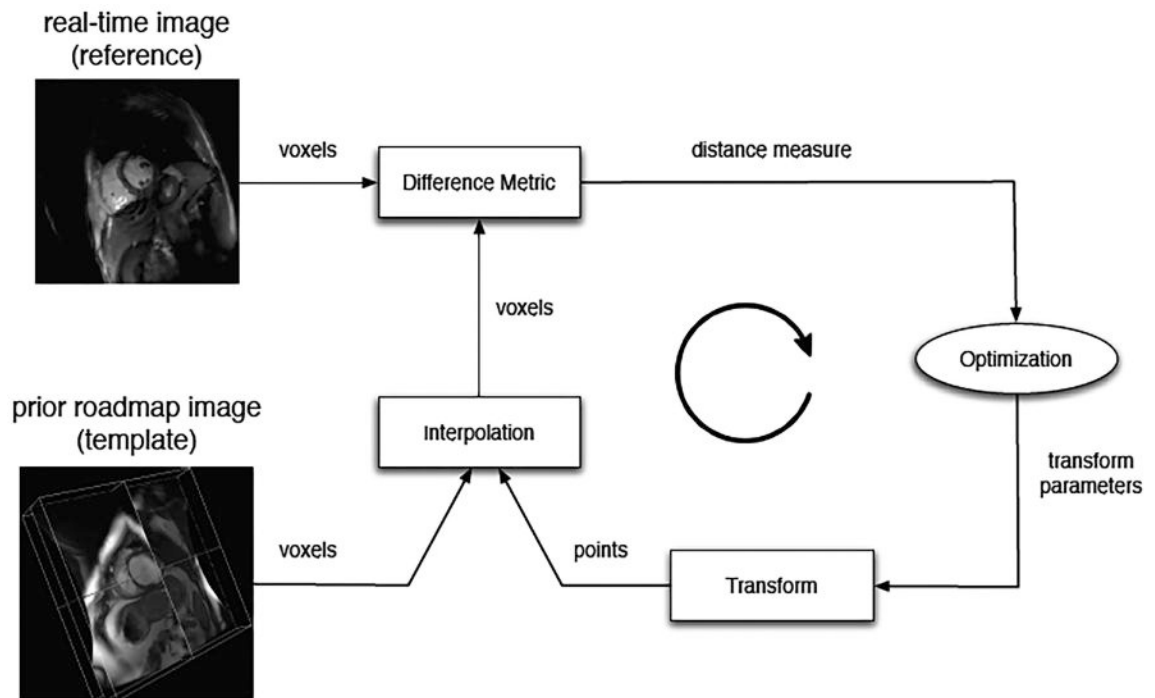 real-time image
(reference)
voxels
distance measure
Difference Metric
voxels
Optimization
prior roadmap image
(template)
Interpolation
transform
parameters
voxels
points
Transform